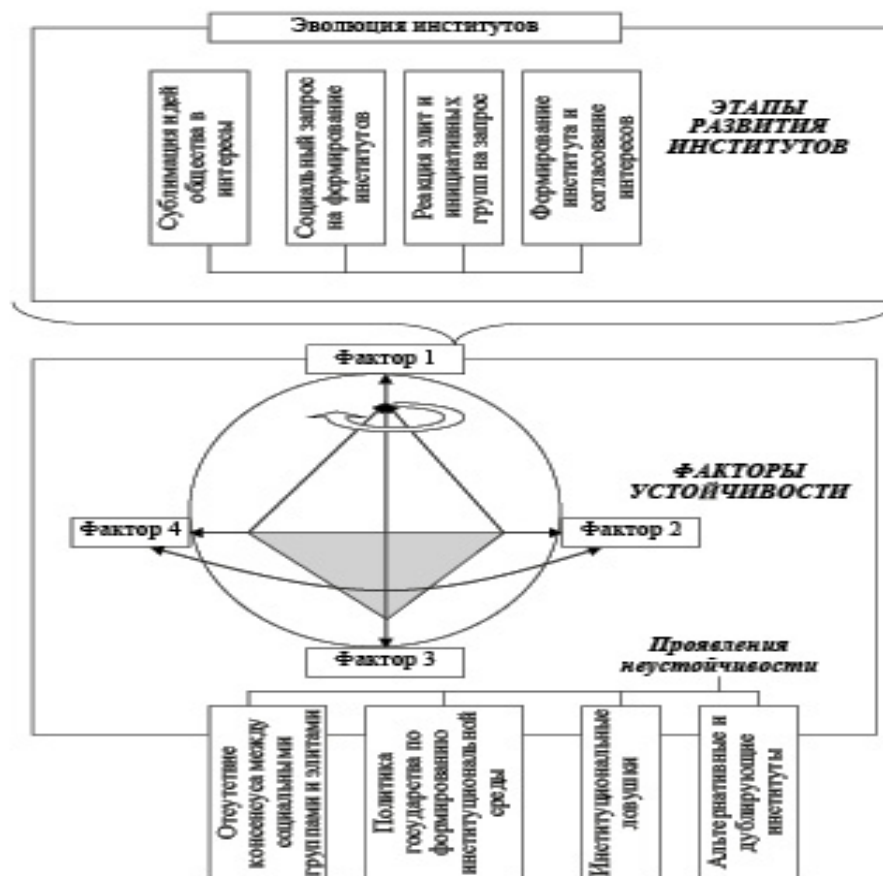 Эволюция институтов
Сублимация идей
общества в
интересы
Социальный запрос
на формирование
институтов
Реакция элит и
инициативных
групп на запрос
Формирование
института и
согласование
интересов
ЭТАПЫ
РАЗВИТИЯ
ИНСТИТУТОВ
Фактор 1
ФАКТОРЫ
УСТОЙЧИВОСТИ
Фактор 4
Фактор 2
Фактор 3
Проявления
неустойчивости
Отсутствие
консенсуса между
социальными
группами и элитами
Политика
государства по
формированию
институциональной
среды
Институциональные
ловушки
Альтернативные и
дублирующие
институты